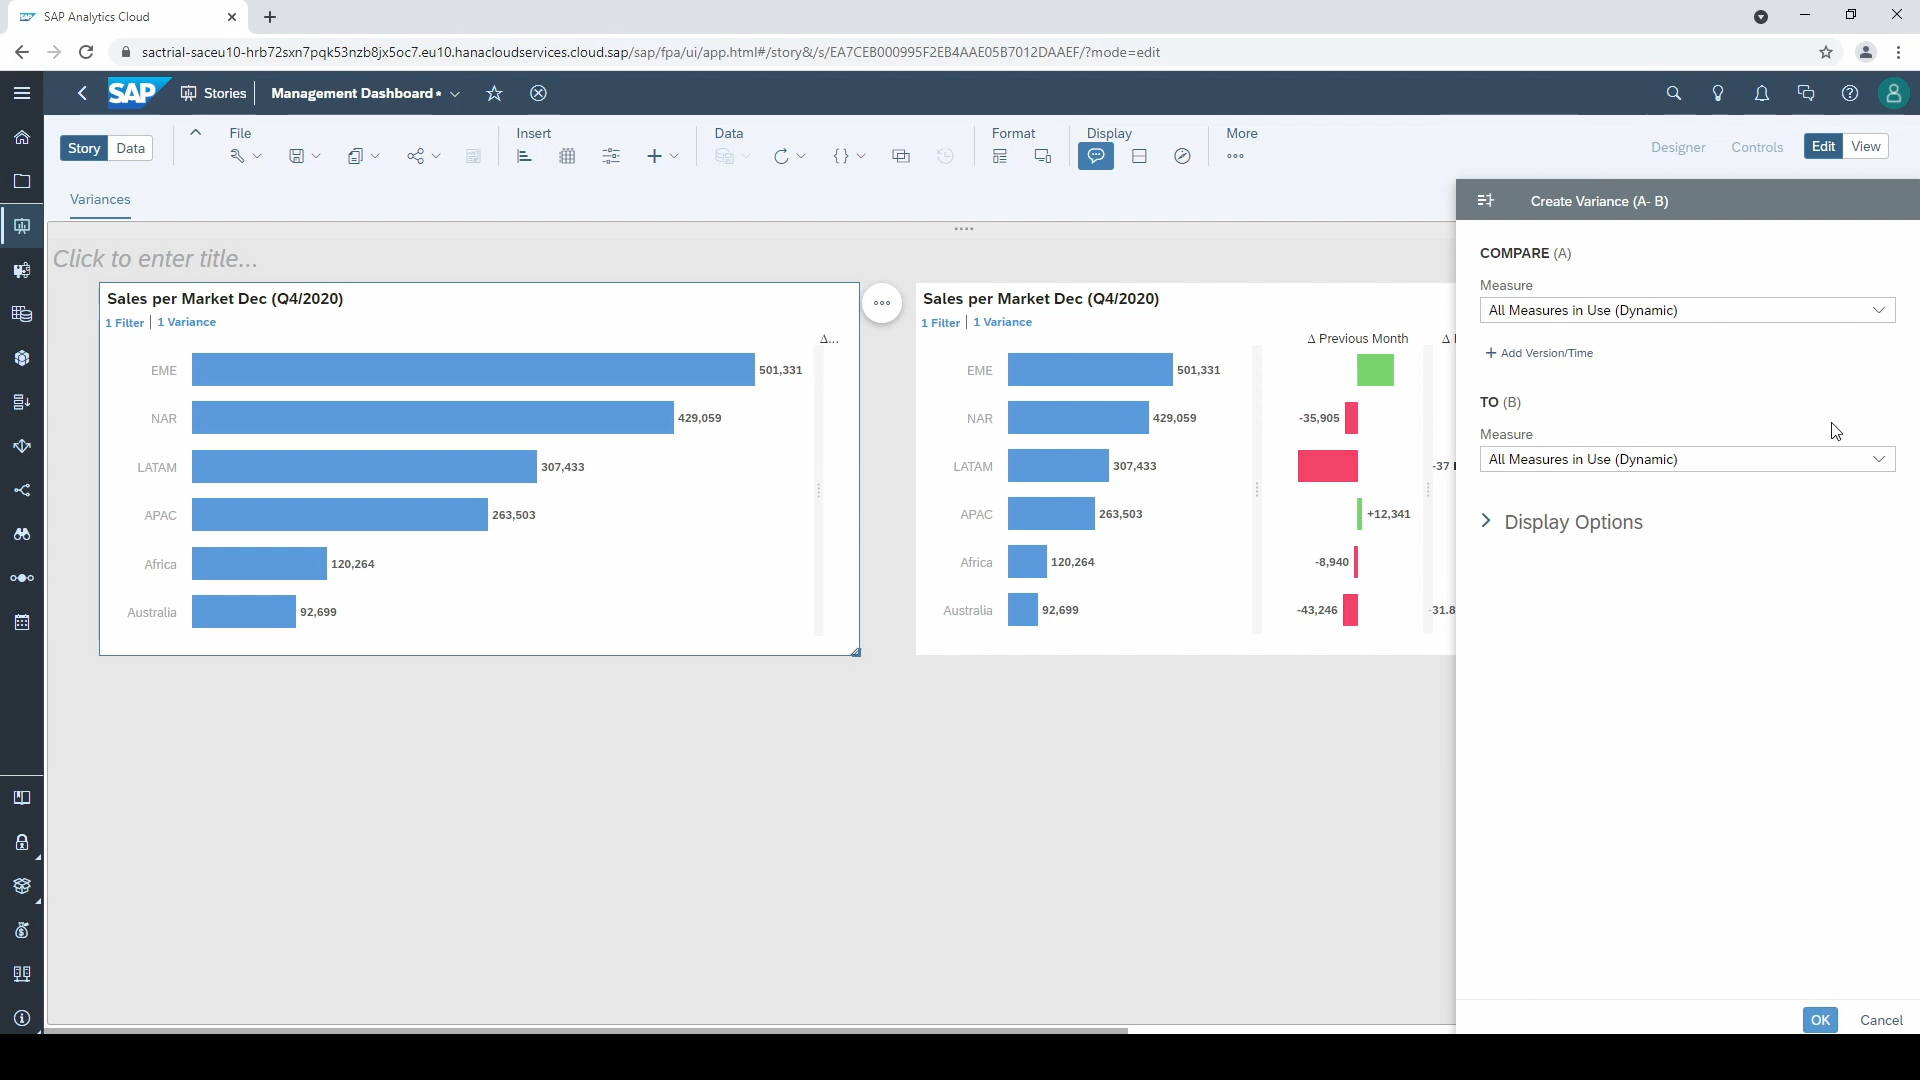 SAP Analytics Cloud
sactrial-saceu10-hrb72sxn7pqk53nzb8jx5oc7.eu10.hanacloudservices.cloud.sap/sap/fpa/ui/app.html#/story&/s/EA7CEB000995F2EB4AAE05B7012DAAEF/?mode=edit
SAP Stories Management Dashboard *
Story Data File Insert Data Format Display More Designer Controls Edit View
Variances
Create Variance (A- B)
Click to enter title...
Sales per Market Dec (Q4/2020)
1 Filter | 1 Variance
Δ...
EME 501,331
NAR 429,059
LATAM 307,433
APAC 263,503
Africa 120,264
Australia 92,699
Sales per Market Dec (Q4/2020)
1 Filter | 1 Variance
Δ Previous Month Δ
EME 501,331
NAR 429,059 -35,905
LATAM 307,433 -37
APAC 263,503 +12,341
Africa 120,264 -8,940
Australia 92,699 -43,246 -31.8
COMPARE (A)
Measure
All Measures in Use (Dynamic)
+ Add Version/Time
TO (B)
Measure
All Measures in Use (Dynamic)
Display Options
OK Cancel